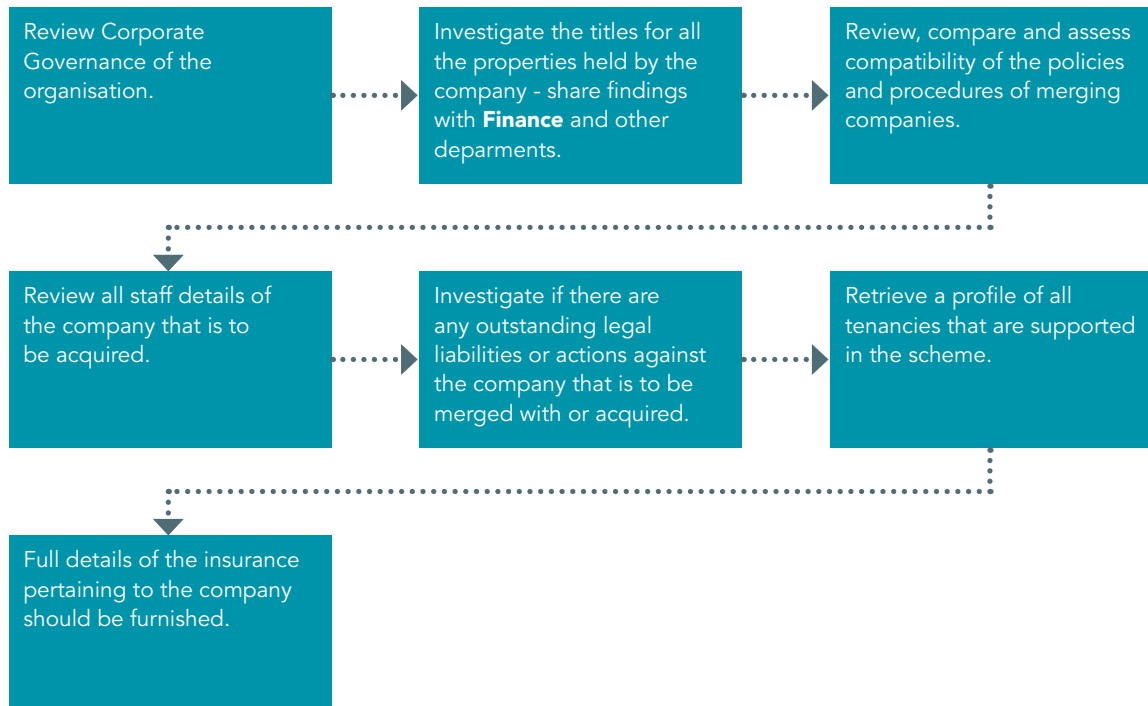 Review Corporate
Governance of the
organisation.
Investigate the titles for all
the properties held by the
company - share findings
with Finance and other
deparments.
Review, compare and assess
compatibility of the policies
and procedures of merging
companies.
Review all staff details of
the company that is to
be acquired.
Investigate if there are
any outstanding legal
liabilities or actions against
the company that is to be
merged with or acquired.
Retrieve a profile of all
tenancies that are supported
in the scheme.
Full details of the insurance
pertaining to the company
should be furnished.